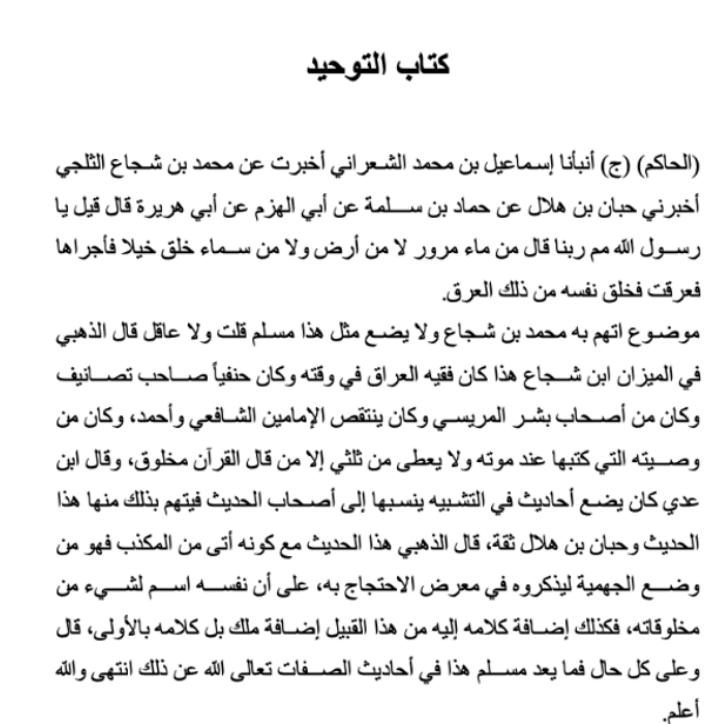 كتاب التوحيد
(الحاكم) (ج) أنبأنا إسماعيل بن محمد الشعراني أخبرت عن محمد بن شجاع الثلجي
أخبرني حبان بن هلال عن حماد بن سلمة عن أبي الهزم عن أبي هريرة قال قيل يا
رسول الله مم ربنا قال من ماء مرور لا من أرض ولا من سماء خلق خيلا فأجراها
فعرقت فخلق نفسه من ذلك العرق.
موضوع اتهم به محمد بن شجاع ولا يضع مثل هذا مسلم قلت ولا عاقل قال الذهبي
في الميزان ابن شجاع هذا كان فقيه العراق في وقته وكان حنفياً صاحب تصانيف
وكان من أصحاب بشر المريسي وكان ينتقص الإمامين الشافعي وأحمد، وكان من
وصيته التي كتبها عند موته ولا يعطى من ثلثي إلا من قال القرآن مخلوق، وقال ابن
عدي كان يضع أحاديث في التشبيه ينسبها إلى أصحاب الحديث فيتهم بذلك منها هذا
الحديث وحبان بن هلال ثقة، قال الذهبي هذا الحديث مع كونه أتى من المكذب فهو من
وضع الجهمية ليذكروه في معرض الاحتجاج به، على أن نفسه اسم لشيء من
مخلوقاته، فكذلك إضافة كلامه إليه من هذا القبيل إضافة ملك بل كلامه بالأولى، قال
وعلى كل حال فما يعد مسلم هذا في أحاديث الصفات تعالى الله عن ذلك انتهى والله
أعلم.